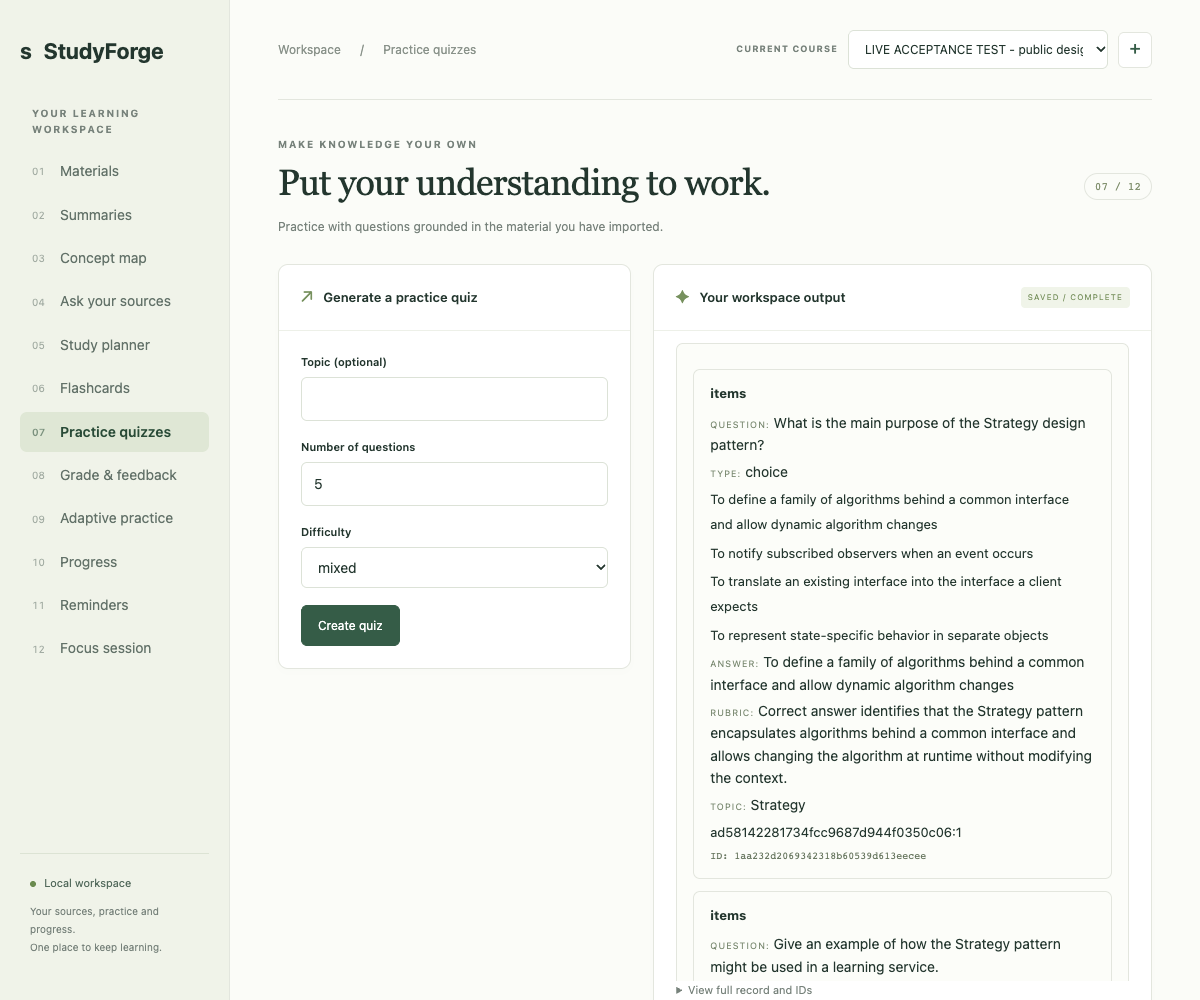 s StudyForge
YOUR LEARNING
WORKSPACE
01 Materials
02 Summaries
03 Concept map
04 Ask your sources
05 Study planner
06 Flashcards
07 Practice quizzes
08 Grade & feedback
09 Adaptive practice
10 Progress
11 Reminders
12 Focus session
Local workspace
Your sources, practice and
progress.
One place to keep learning.
Workspace / Practice quizzes
CURRENT COURSE
LIVE ACCEPTANCE TEST - public desig
+
MAKE KNOWLEDGE YOUR OWN
Put your understanding to work.
07 / 12
Practice with questions grounded in the material you have imported.
Generate a practice quiz
Topic (optional)
Number of questions
5
Difficulty
mixed
Create quiz
Your workspace output
SAVED / COMPLETE
items
QUESTION: What is the main purpose of the Strategy design
pattern?
TYPE: choice
To define a family of algorithms behind a common interface
and allow dynamic algorithm changes
To notify subscribed observers when an event occurs
To translate an existing interface into the interface a client
expects
To represent state-specific behavior in separate objects
ANSWER: To define a family of algorithms behind a common
interface and allow dynamic algorithm changes
RUBRIC: Correct answer identifies that the Strategy pattern
encapsulates algorithms behind a common interface and
allows changing the algorithm at runtime without modifying
the context.
TOPIC: Strategy
ad58142281734fcc9687d944f0350c06:1
ID: 1aa232d2069342318b60539d613eecee
items
QUESTION: Give an example of how the Strategy pattern
might be used in a learning service.
View full record and IDs